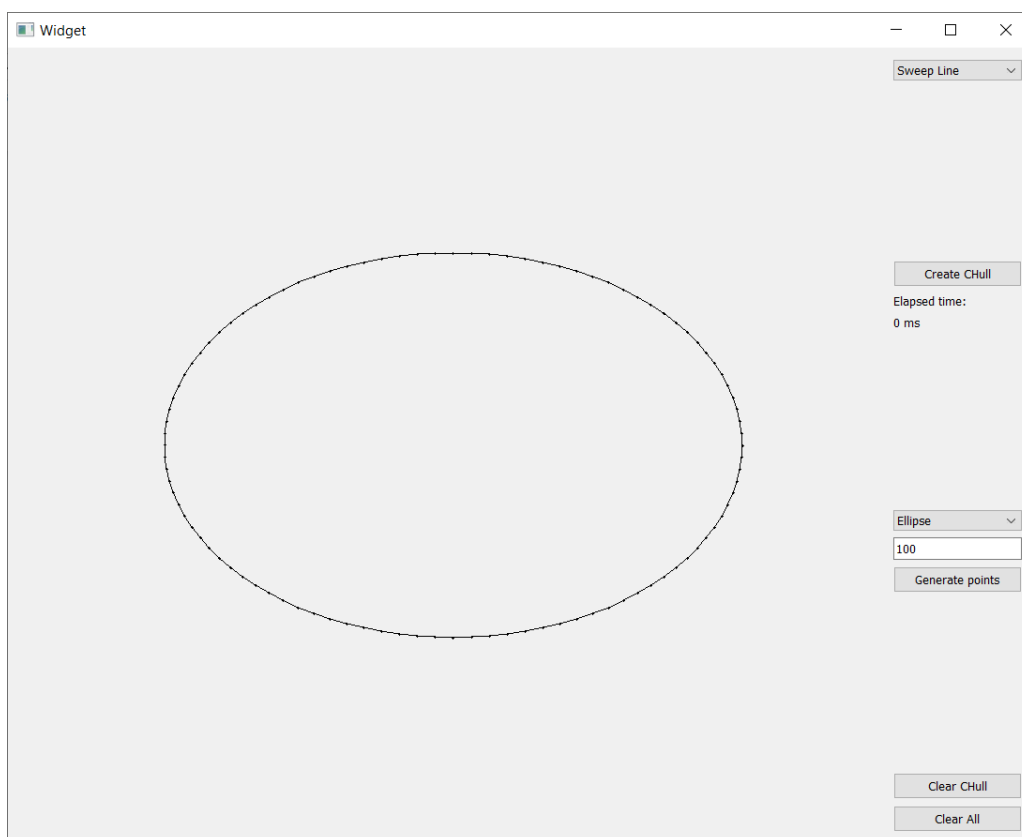 Widget
Sweep Line
Create CHull
Elapsed time:
0 ms
Ellipse
100
Generate points
Clear CHull
Clear All